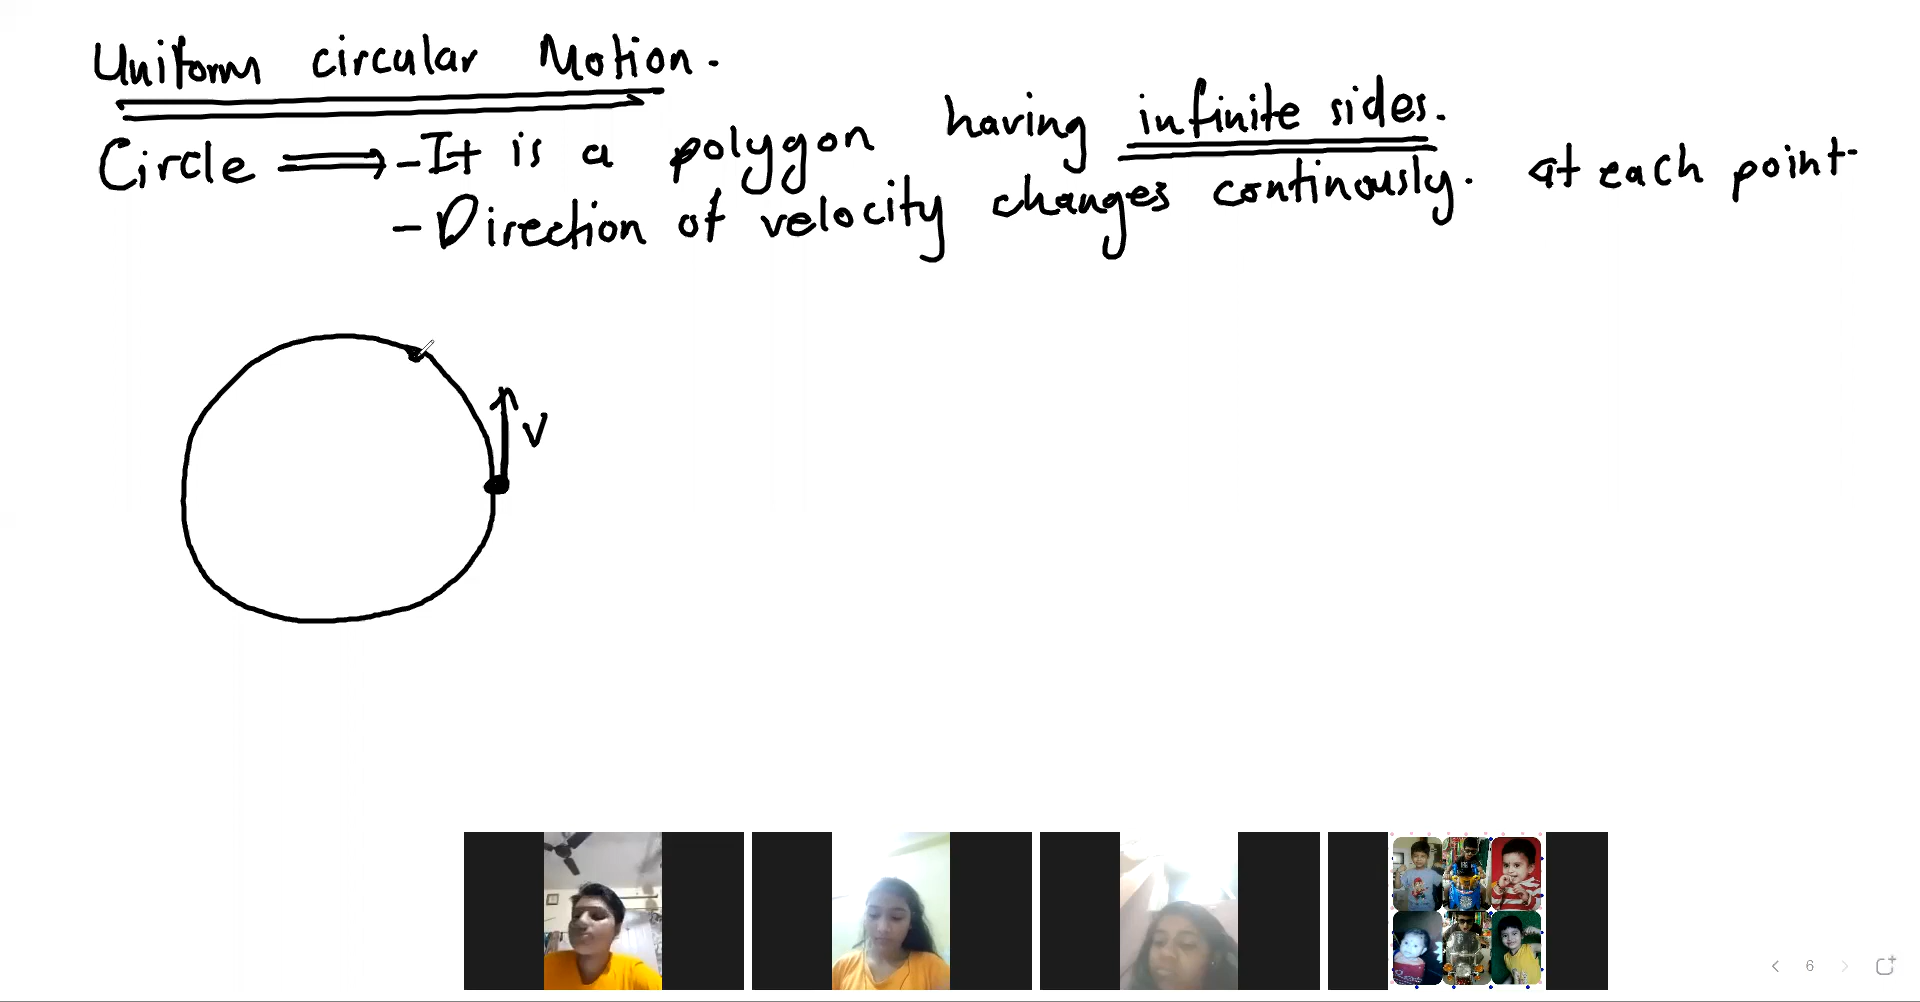 Uniform circular Motion.
Circle ⟹ -It is a polygon having infinite sides.
-Direction of velocity changes continously. at each point
V
6